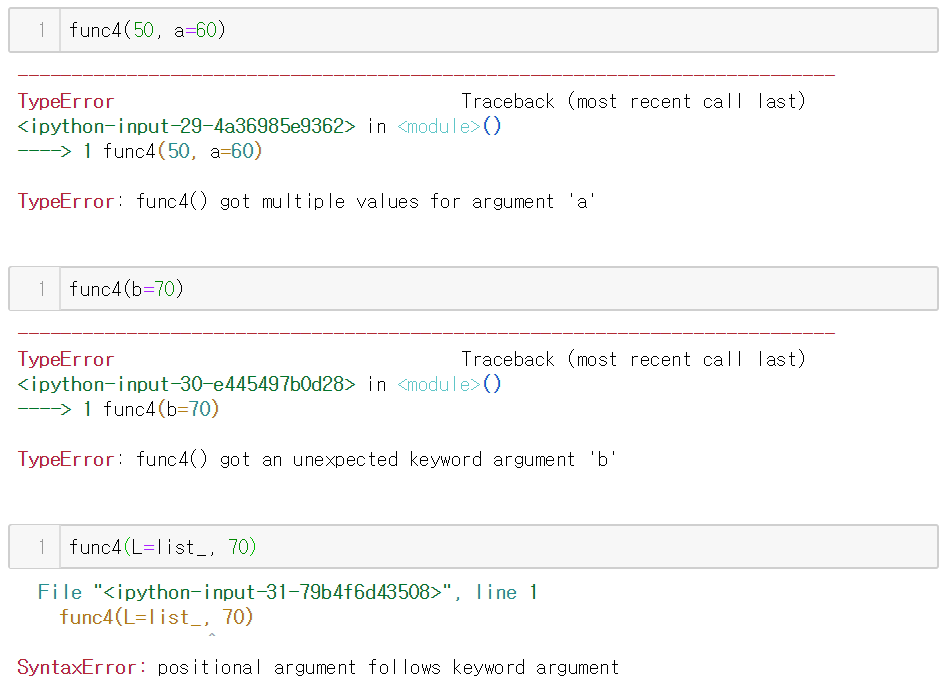 1 func4(50, a=60)
---------------------------------------------------------------------------
TypeError Traceback (most recent call last)
<ipython-input-29-4a36985e9362> in <module>()
----> 1 func4(50, a=60)
TypeError: func4() got multiple values for argument 'a'
1 func4(b=70)
---------------------------------------------------------------------------
TypeError Traceback (most recent call last)
<ipython-input-30-e445497b0d28> in <module>()
----> 1 func4(b=70)
TypeError: func4() got an unexpected keyword argument 'b'
1 func4(L=list_, 70)
File "<ipython-input-31-79b4f6d43508>", line 1
func4(L=list_, 70)
^
SyntaxError: positional argument follows keyword argument